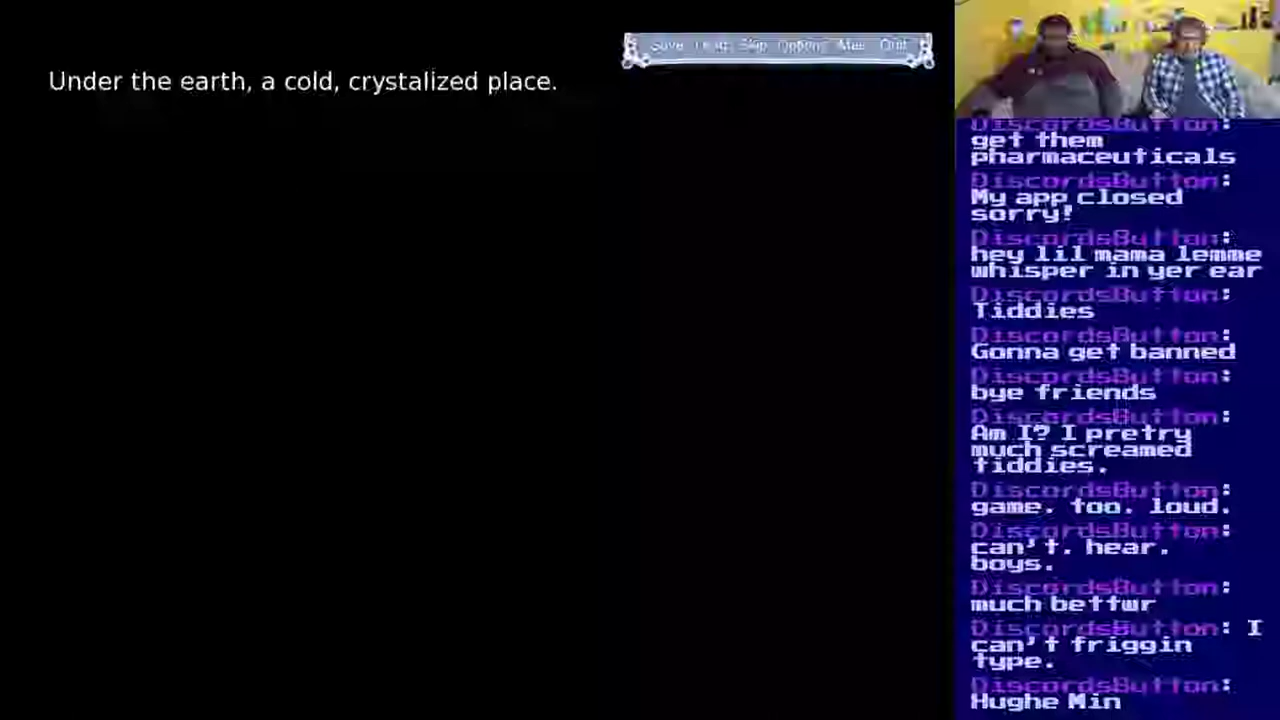 Save Load Skip Options Quit
Under the earth, a cold, crystalized place.
DiscordsButton:
get them
pharmaceuticals
DiscordsButton:
My app closed
sorry!
DiscordsButton:
hey lil mama lemme
whisper in yer ear
DiscordsButton:
Tiddies
DiscordsButton:
Gonna get banned
DiscordsButton:
bye friends
DiscordsButton:
Am I? I pretry
much screamed
tiddies.
DiscordsButton:
game. too. loud.
DiscordsButton:
can't. hear.
boys.
DiscordsButton:
much bettwr
DiscordsButton: I
can't friggin
type.
DiscordsButton:
Hughe Min